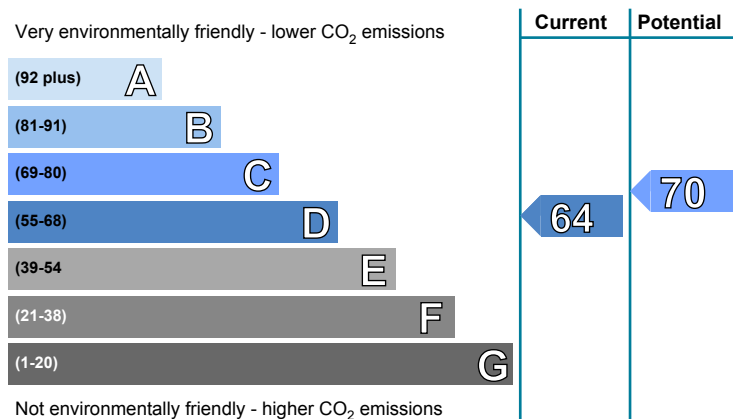 Current Potential
Very environmentally friendly - lower CO₂ emissions
(92 plus) A
(81-91) B
(69-80) C
(55-68) D
(39-54 E
(21-38) F
(1-20) G
64
70
Not environmentally friendly - higher CO₂ emissions